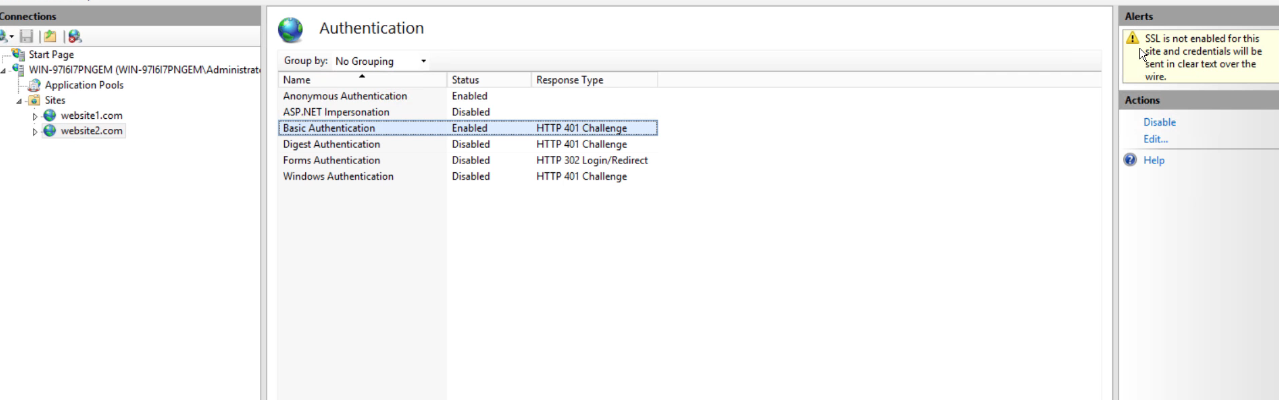 Connections
Start Page
WIN-97I6I7PNGEM (WIN-97I6I7PNGEM\Administrat
Application Pools
Sites
website1.com
website2.com
Authentication
Group by: No Grouping
Name Status Response Type
Anonymous Authentication Enabled
ASP.NET Impersonation Disabled
Basic Authentication Enabled HTTP 401 Challenge
Digest Authentication Disabled HTTP 401 Challenge
Forms Authentication Disabled HTTP 302 Login/Redirect
Windows Authentication Disabled HTTP 401 Challenge
Alerts
SSL is not enabled for this
site and credentials will be
sent in clear text over the
wire.
Actions
Disable
Edit...
Help